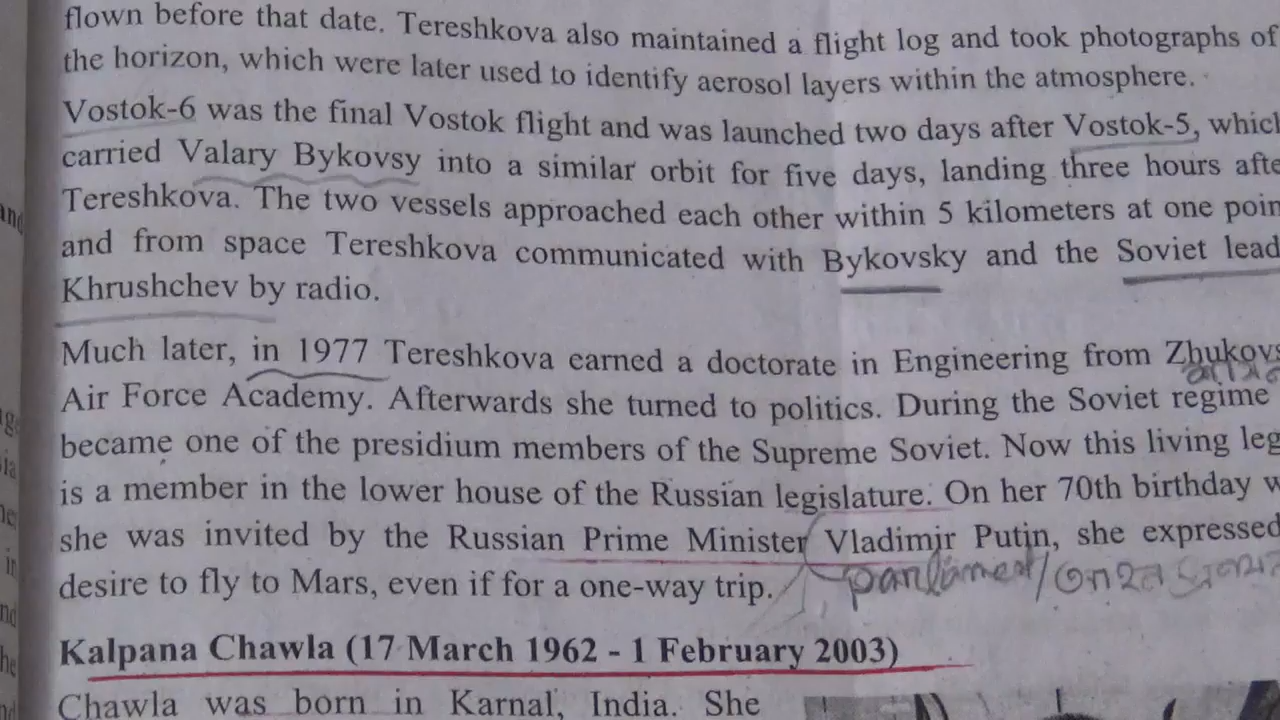 flown before that date. Tereshkova also maintained a flight log and took photographs of
the horizon, which were later used to identify aerosol layers within the atmosphere.
Vostok-6 was the final Vostok flight and was launched two days after Vostok-5, which
carried Valary Bykovsy into a similar orbit for five days, landing three hours afte
Tereshkova. The two vessels approached each other within 5 kilometers at one poin
and from space Tereshkova communicated with Bykovsky and the Soviet lead
Khrushchev by radio.
Much later, in 1977 Tereshkova earned a doctorate in Engineering from Zhukovs
Air Force Academy. Afterwards she turned to politics. During the Soviet regime
became one of the presidium members of the Supreme Soviet. Now this living leg
is a member in the lower house of the Russian legislature. On her 70th birthday w
she was invited by the Russian Prime Minister Vladimir Putin, she expressed
desire to fly to Mars, even if for a one-way trip.
parliament/
Kalpana Chawla (17 March 1962 - 1 February 2003)
Chawla was born in Karnal, India. She